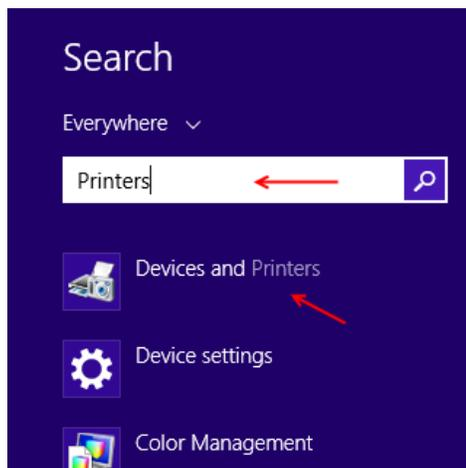 Search
Everywhere
Printers
Devices and Printers
Device settings
Color Management